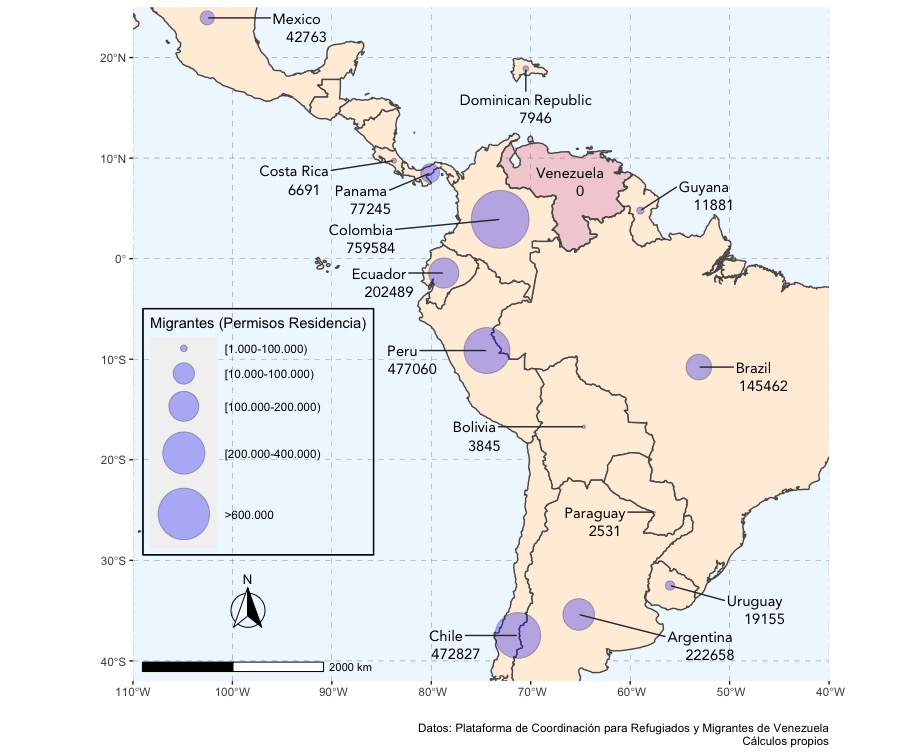 Mexico
42763
20°N
Dominican Republic
7946
10°N
Costa Rica
6691
Panama
77245
Venezuela
0
Guyana
11881
Colombia
759584
0°
Ecuador
202489
Migrantes (Permisos Residencia)
[1.000-100.000)
[10.000-100.000)
[100.000-200.000)
[200.000-400.000)
>600.000
Peru
477060
10°S
Brazil
145462
Bolivia
3845
20°S
Paraguay
2531
30°S
N
Uruguay
19155
Chile
472827
Argentina
222658
2000 km
40°S
110°W
100°W
90°W
80°W
70°W
60°W
50°W
40°W
Datos: Plataforma de Coordinación para Refugiados y Migrantes de Venezuela
Cálculos propios